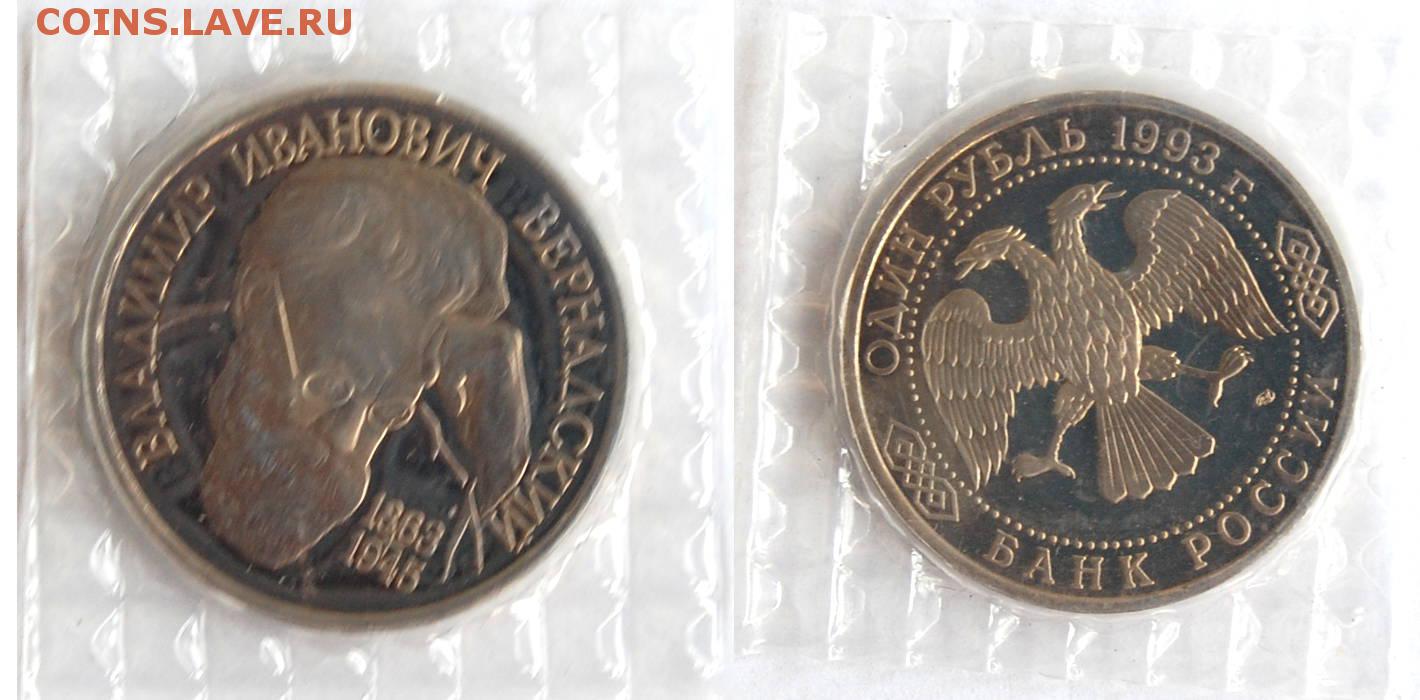 COINS.LAVE.RU
ВЛАДИМИР ИВАНОВИЧ ВЕРНАДСКИЙ
1863
1945
ОДИН РУБЛЬ 1993 г.
БАНК РОССИИ